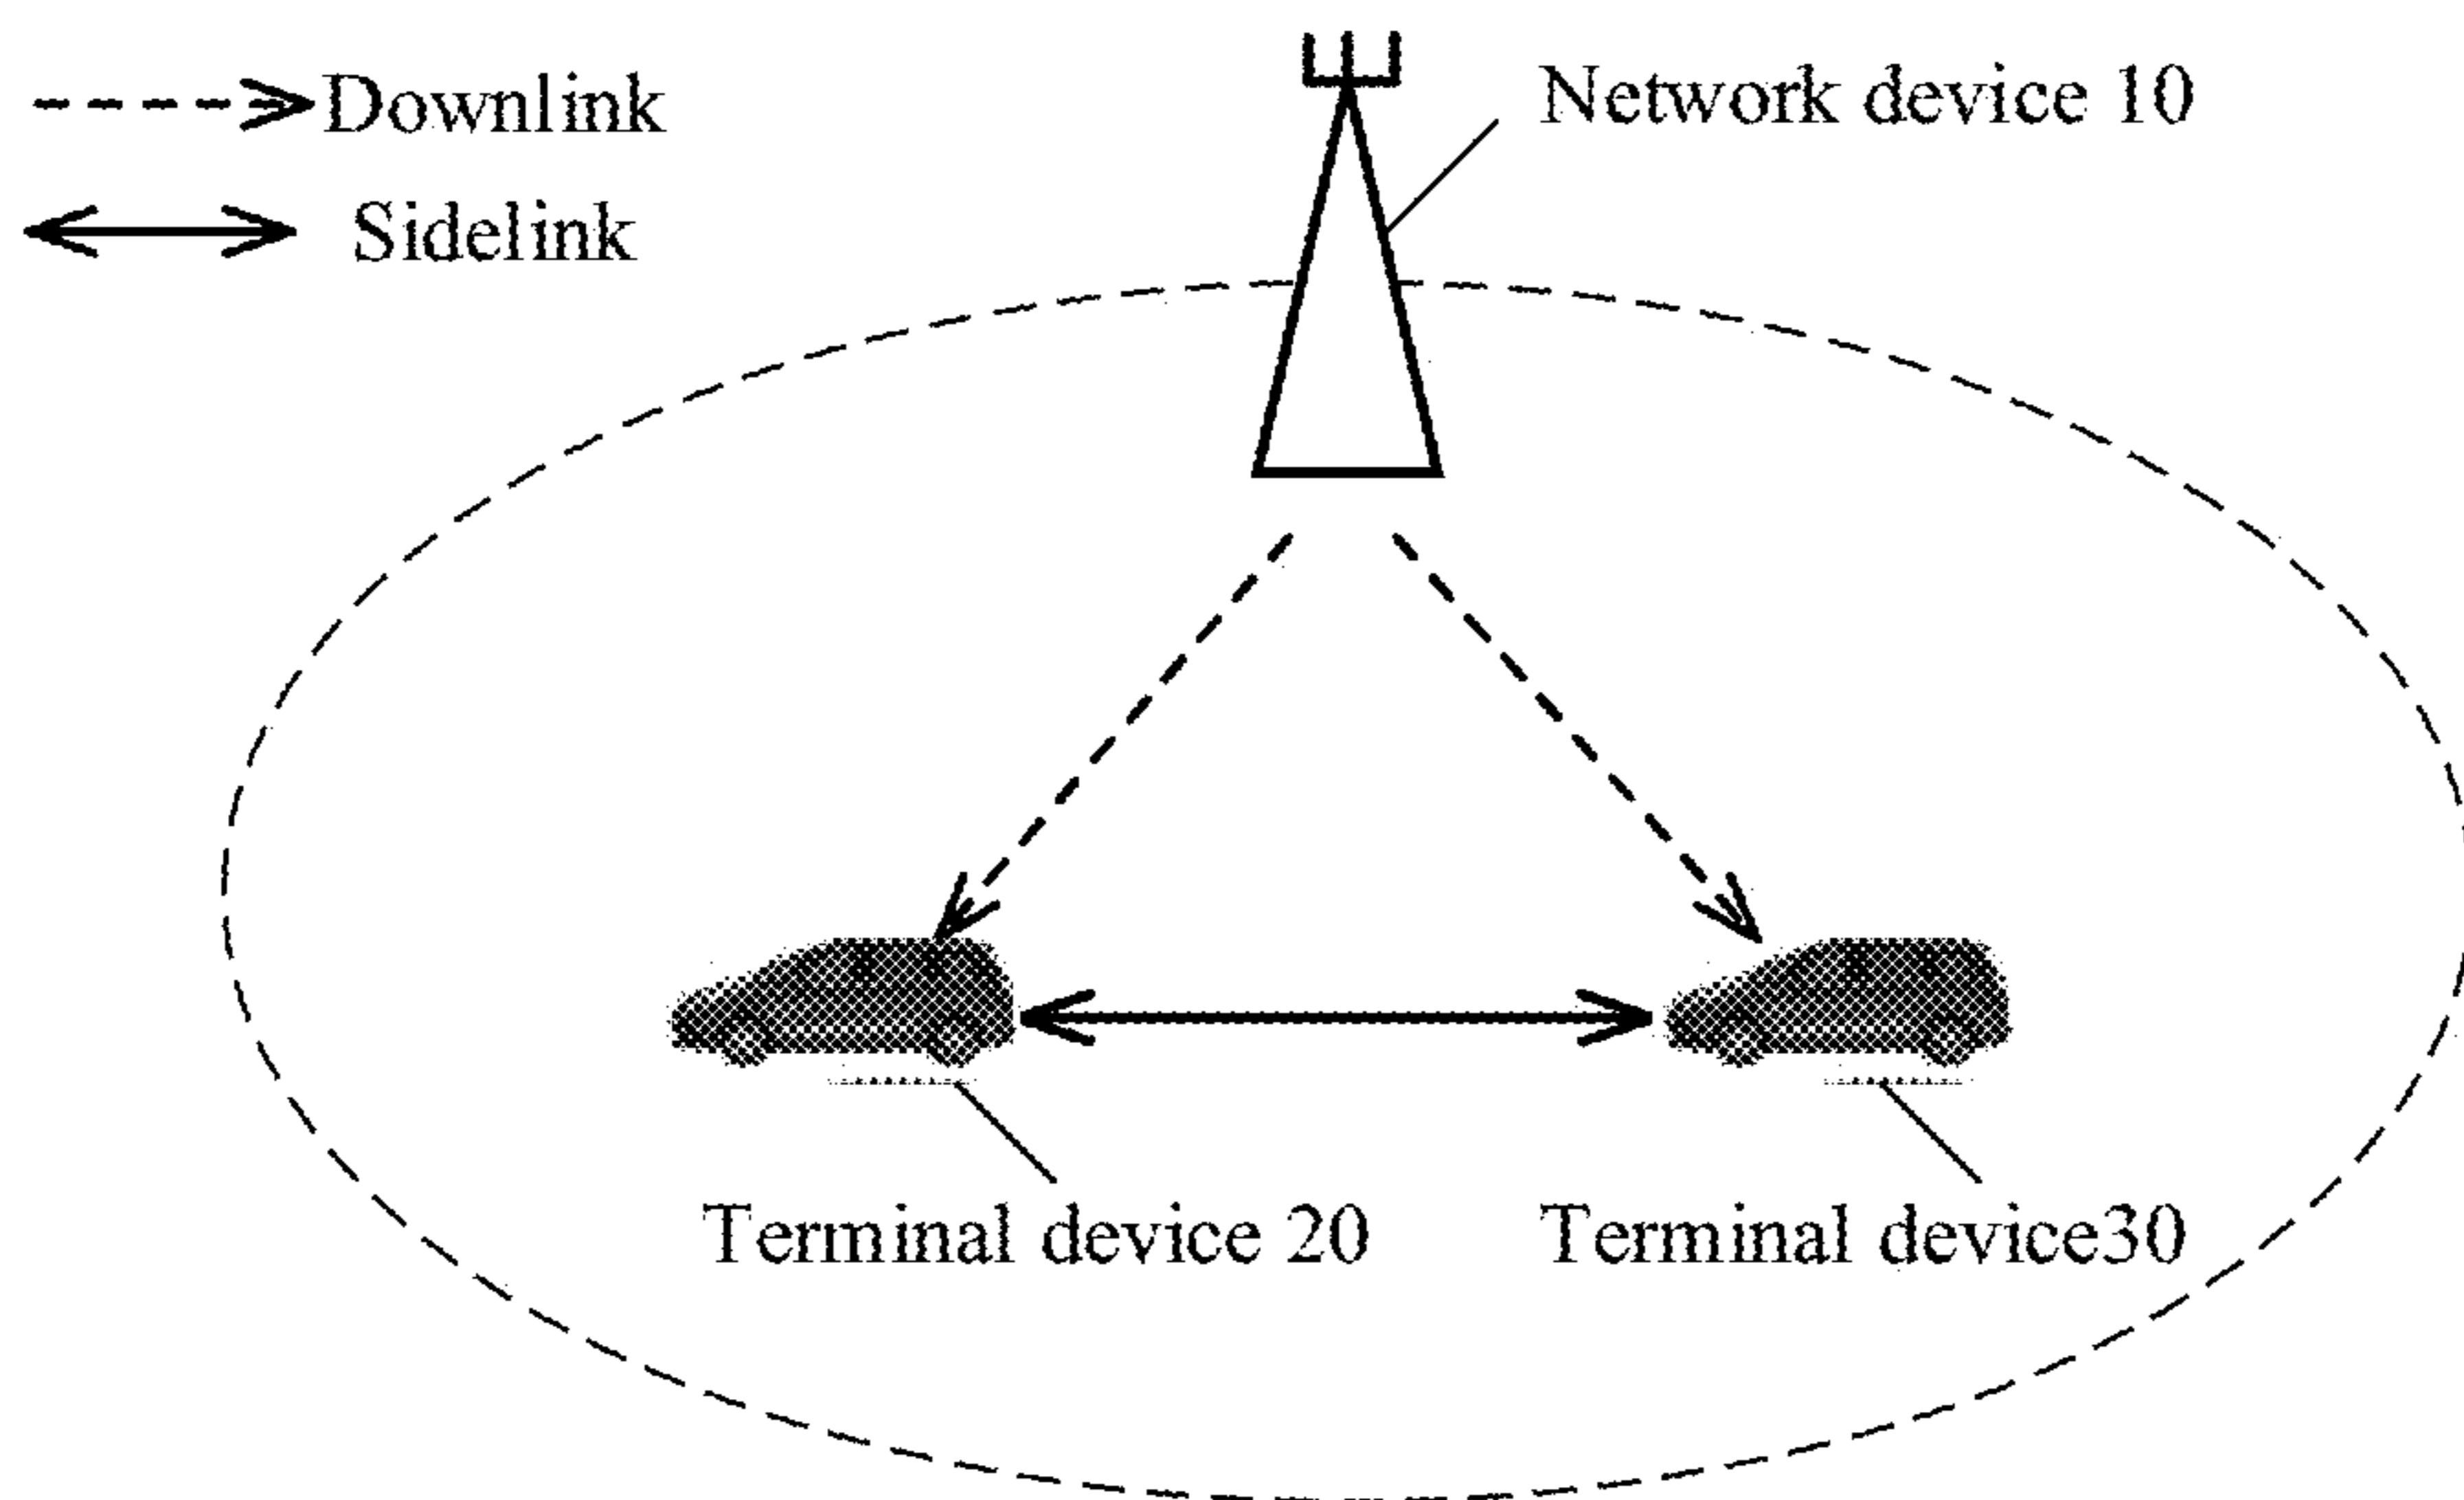 Downlink
Network device 10
Sidelink
Terminal device 20
Terminal device30